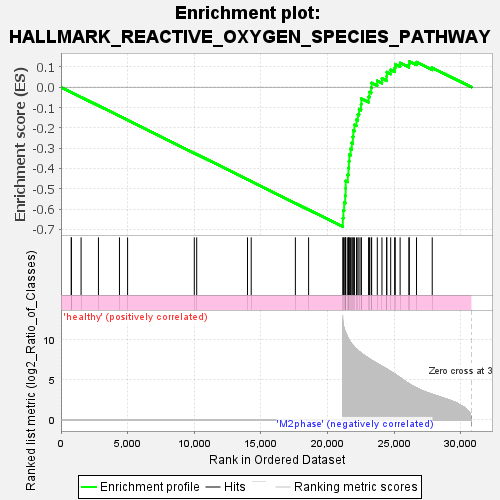 Enrichment plot:
HALLMARK_REACTIVE_OXYGEN_SPECIES_PATHWAY
Enrichment score (ES)
0.1
0.0
-0.1
-0.2
-0.3
-0.4
-0.5
-0.6
-0.7
'healthy' (positively correlated)
Ranked list metric (log2_Ratio_of_Classes)
10
5
0
Zero cross at 3
'M2phase' (negatively correlated)
0 5,000 10,000 15,000 20,000 25,000 30,000
Rank in Ordered Dataset
Enrichment profile Hits Ranking metric scores